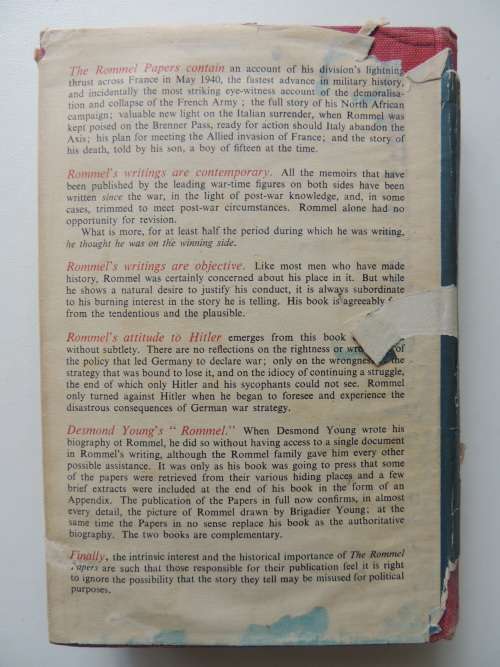 The Rommel Papers contain an account of his division's lightning
thrust across France in May 1940, the fastest advance in military history,
and incidentally the most striking eye-witness account of the demoralisa-
tion and collapse of the French Army ; the full story of his North African
campaign; valuable new light on the Italian surrender, when Rommel was
kept poised on the Brenner Pass, ready for action should Italy abandon the
Axis; his plan for meeting the Allied invasion of France; and the story of
his death, told by his son, a boy of fifteen at the time.
Rommel's writings are contemporary. All the memoirs that have
been published by the leading war-time figures on both sides have been
written since the war, in the light of post-war knowledge, and, in some
cases, trimmed to meet post-war circumstances. Rommel alone had no
opportunity for revision.
What is more, for at least half the period during which he was writing,
he thought he was on the winning side.
Rommel's writings are objective. Like most men who have made
history, Rommel was certainly concerned about his place in it. But while
he shows a natural desire to justify his conduct, it is always subordinate
to his burning interest in the story he is telling. His book is agreeably
from the tendentious and the plausible.
Rommel's attitude to Hitler emerges from this book
without subtlety. There are no reflections on the rightness or of
the policy that led Germany to declare war; only on the wrongness
strategy that was bound to lose it, and on the idiocy of continuing a struggle,
the end of which only Hitler and his sycophants could not see. Rommel
only turned against Hitler when he began to foresee and experience the
disastrous consequences of German war strategy.
Desmond Young's " Rommel." When Desmond Young wrote his
biography of Rommel, he did so without having access to a single document
in Rommel's writing, although the Rommel family gave him every other
possible assistance. It was only as his book was going to press that some
of the papers were retrieved from their various hiding places and a few
brief extracts were included at the end of his book in the form of an
Appendix. The publication of the Papers in full now confirms, in almost
every detail, the picture of Rommel drawn by Brigadier Young; at the
same time the Papers in no sense replace his book as the authoritative
biography. The two books are complementary.
Finally, the intrinsic interest and the historical importance of The Rommel
Papers are such that those responsible for their publication feel it is right
to ignore the possibility that the story they tell may be misused for political
purposes.